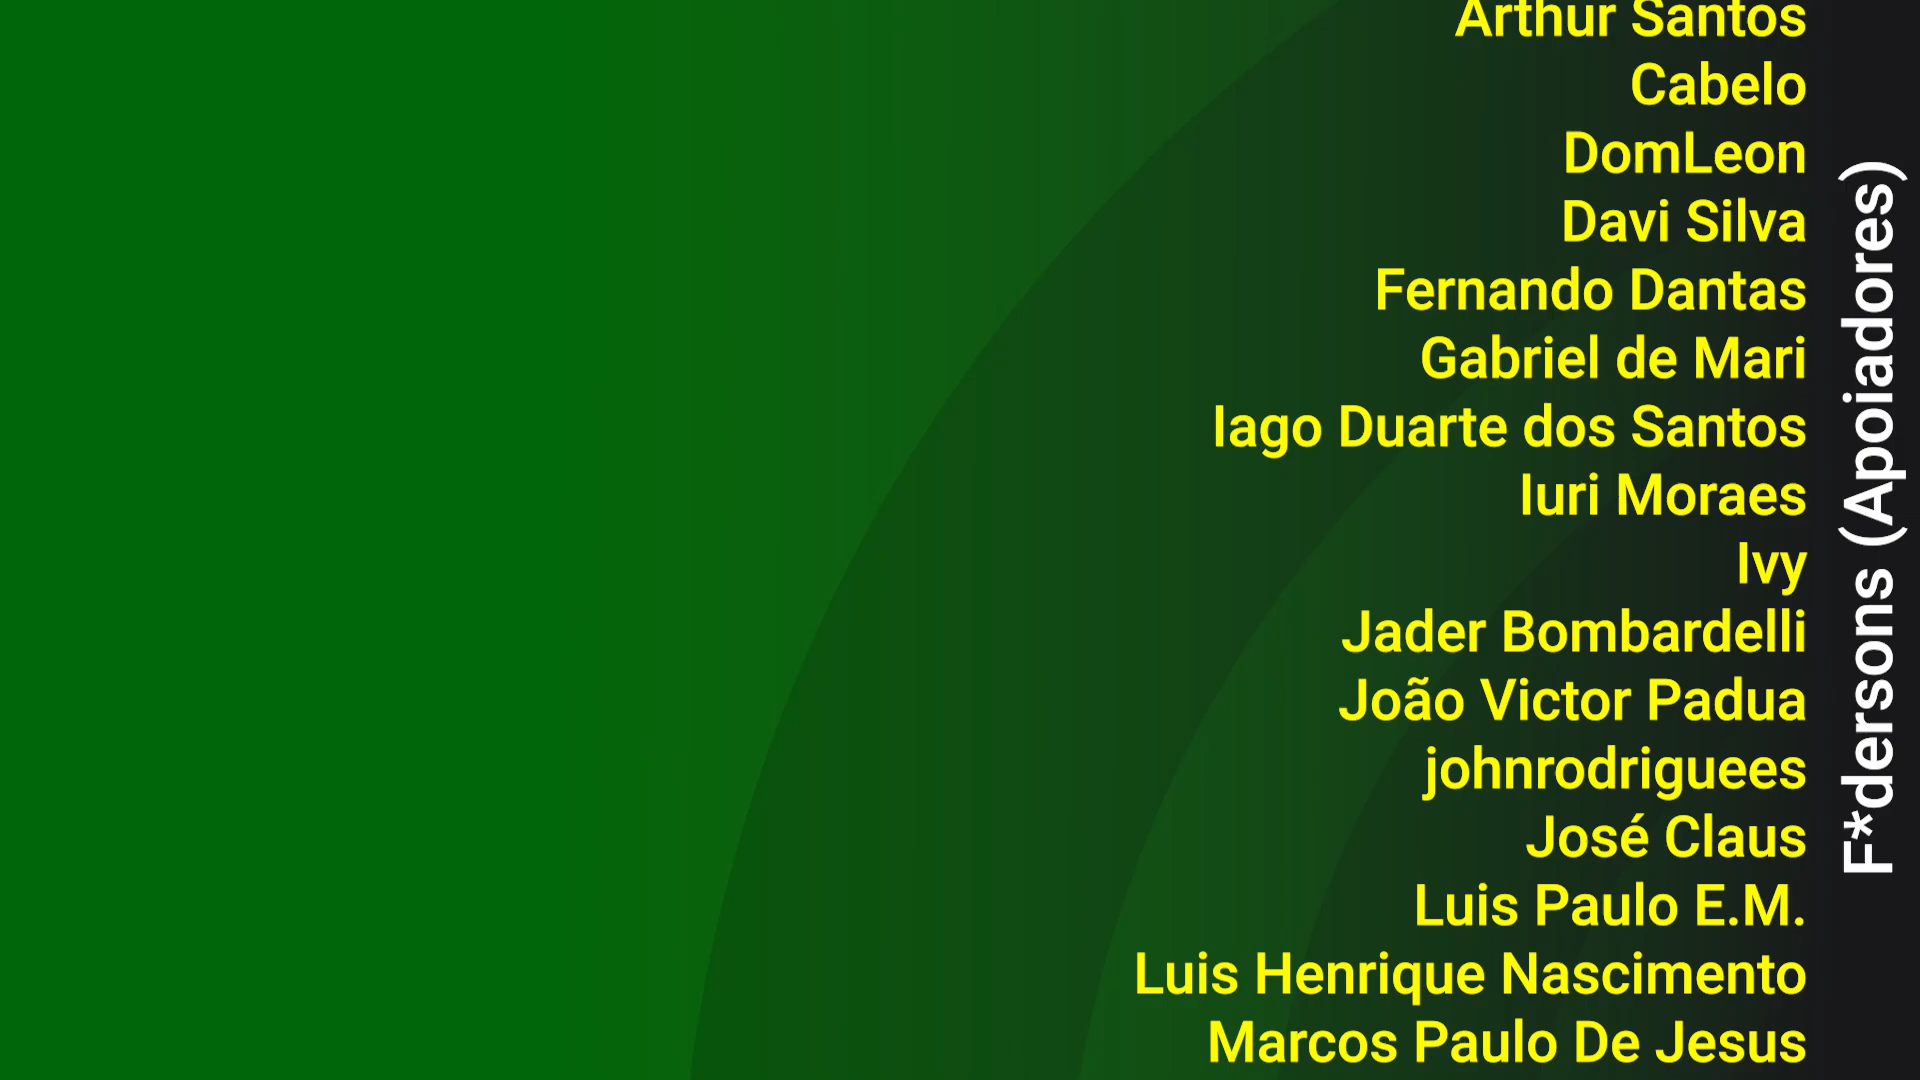 Arthur Santos
Cabelo
DomLeon
Davi Silva
Fernando Dantas
Gabriel de Mari
Iago Duarte dos Santos
Iuri Moraes
Ivy
Jader Bombardelli
João Victor Padua
johnrodriguees
José Claus
Luis Paulo E.M.
Luis Henrique Nascimento
Marcos Paulo De Jesus
F*dersons (Apoiadores)